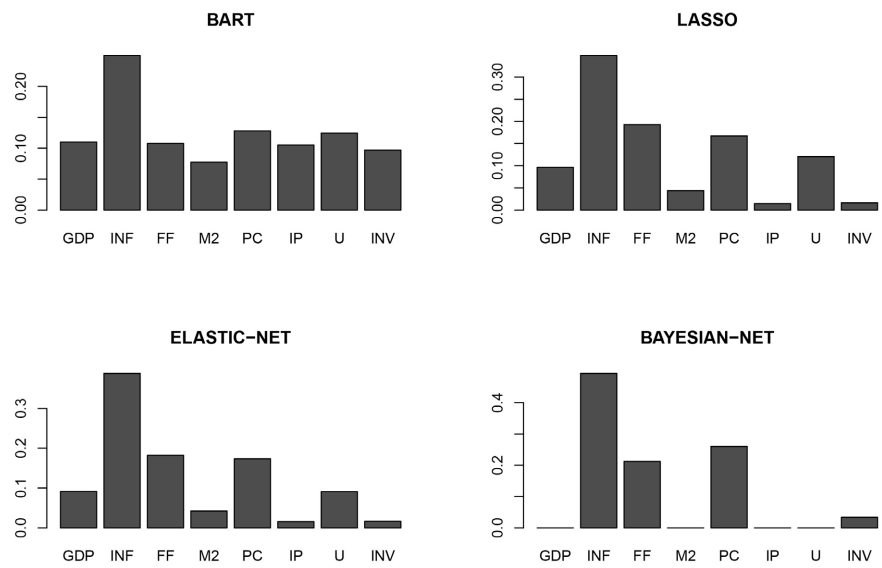 BART
0.20
0.10
0.00
GDP INF FF M2 PC IP U INV
LASSO
0.30
0.20
0.10
0.00
GDP INF FF M2 PC IP U INV
ELASTIC−NET
0.3
0.2
0.1
0.0
GDP INF FF M2 PC IP U INV
BAYESIAN−NET
0.4
0.2
0.0
GDP INF FF M2 PC IP U INV